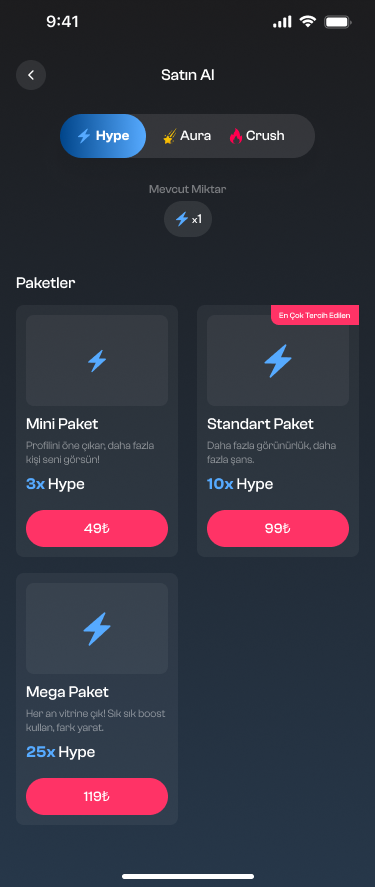 9:41
Satın Al
Hype
Aura
Crush
Mevcut Miktar
x1
Paketler
En Çok Tercih Edilen
Mini Paket
Profilini öne çıkar, daha fazla
kişi seni görsün!
3x Hype
49₺
Standart Paket
Daha fazla görünürlük, daha
fazla şans.
10x Hype
99₺
Mega Paket
Her an vitrine çık! Sık sık boost
kullan, fark yarat.
25x Hype
119₺